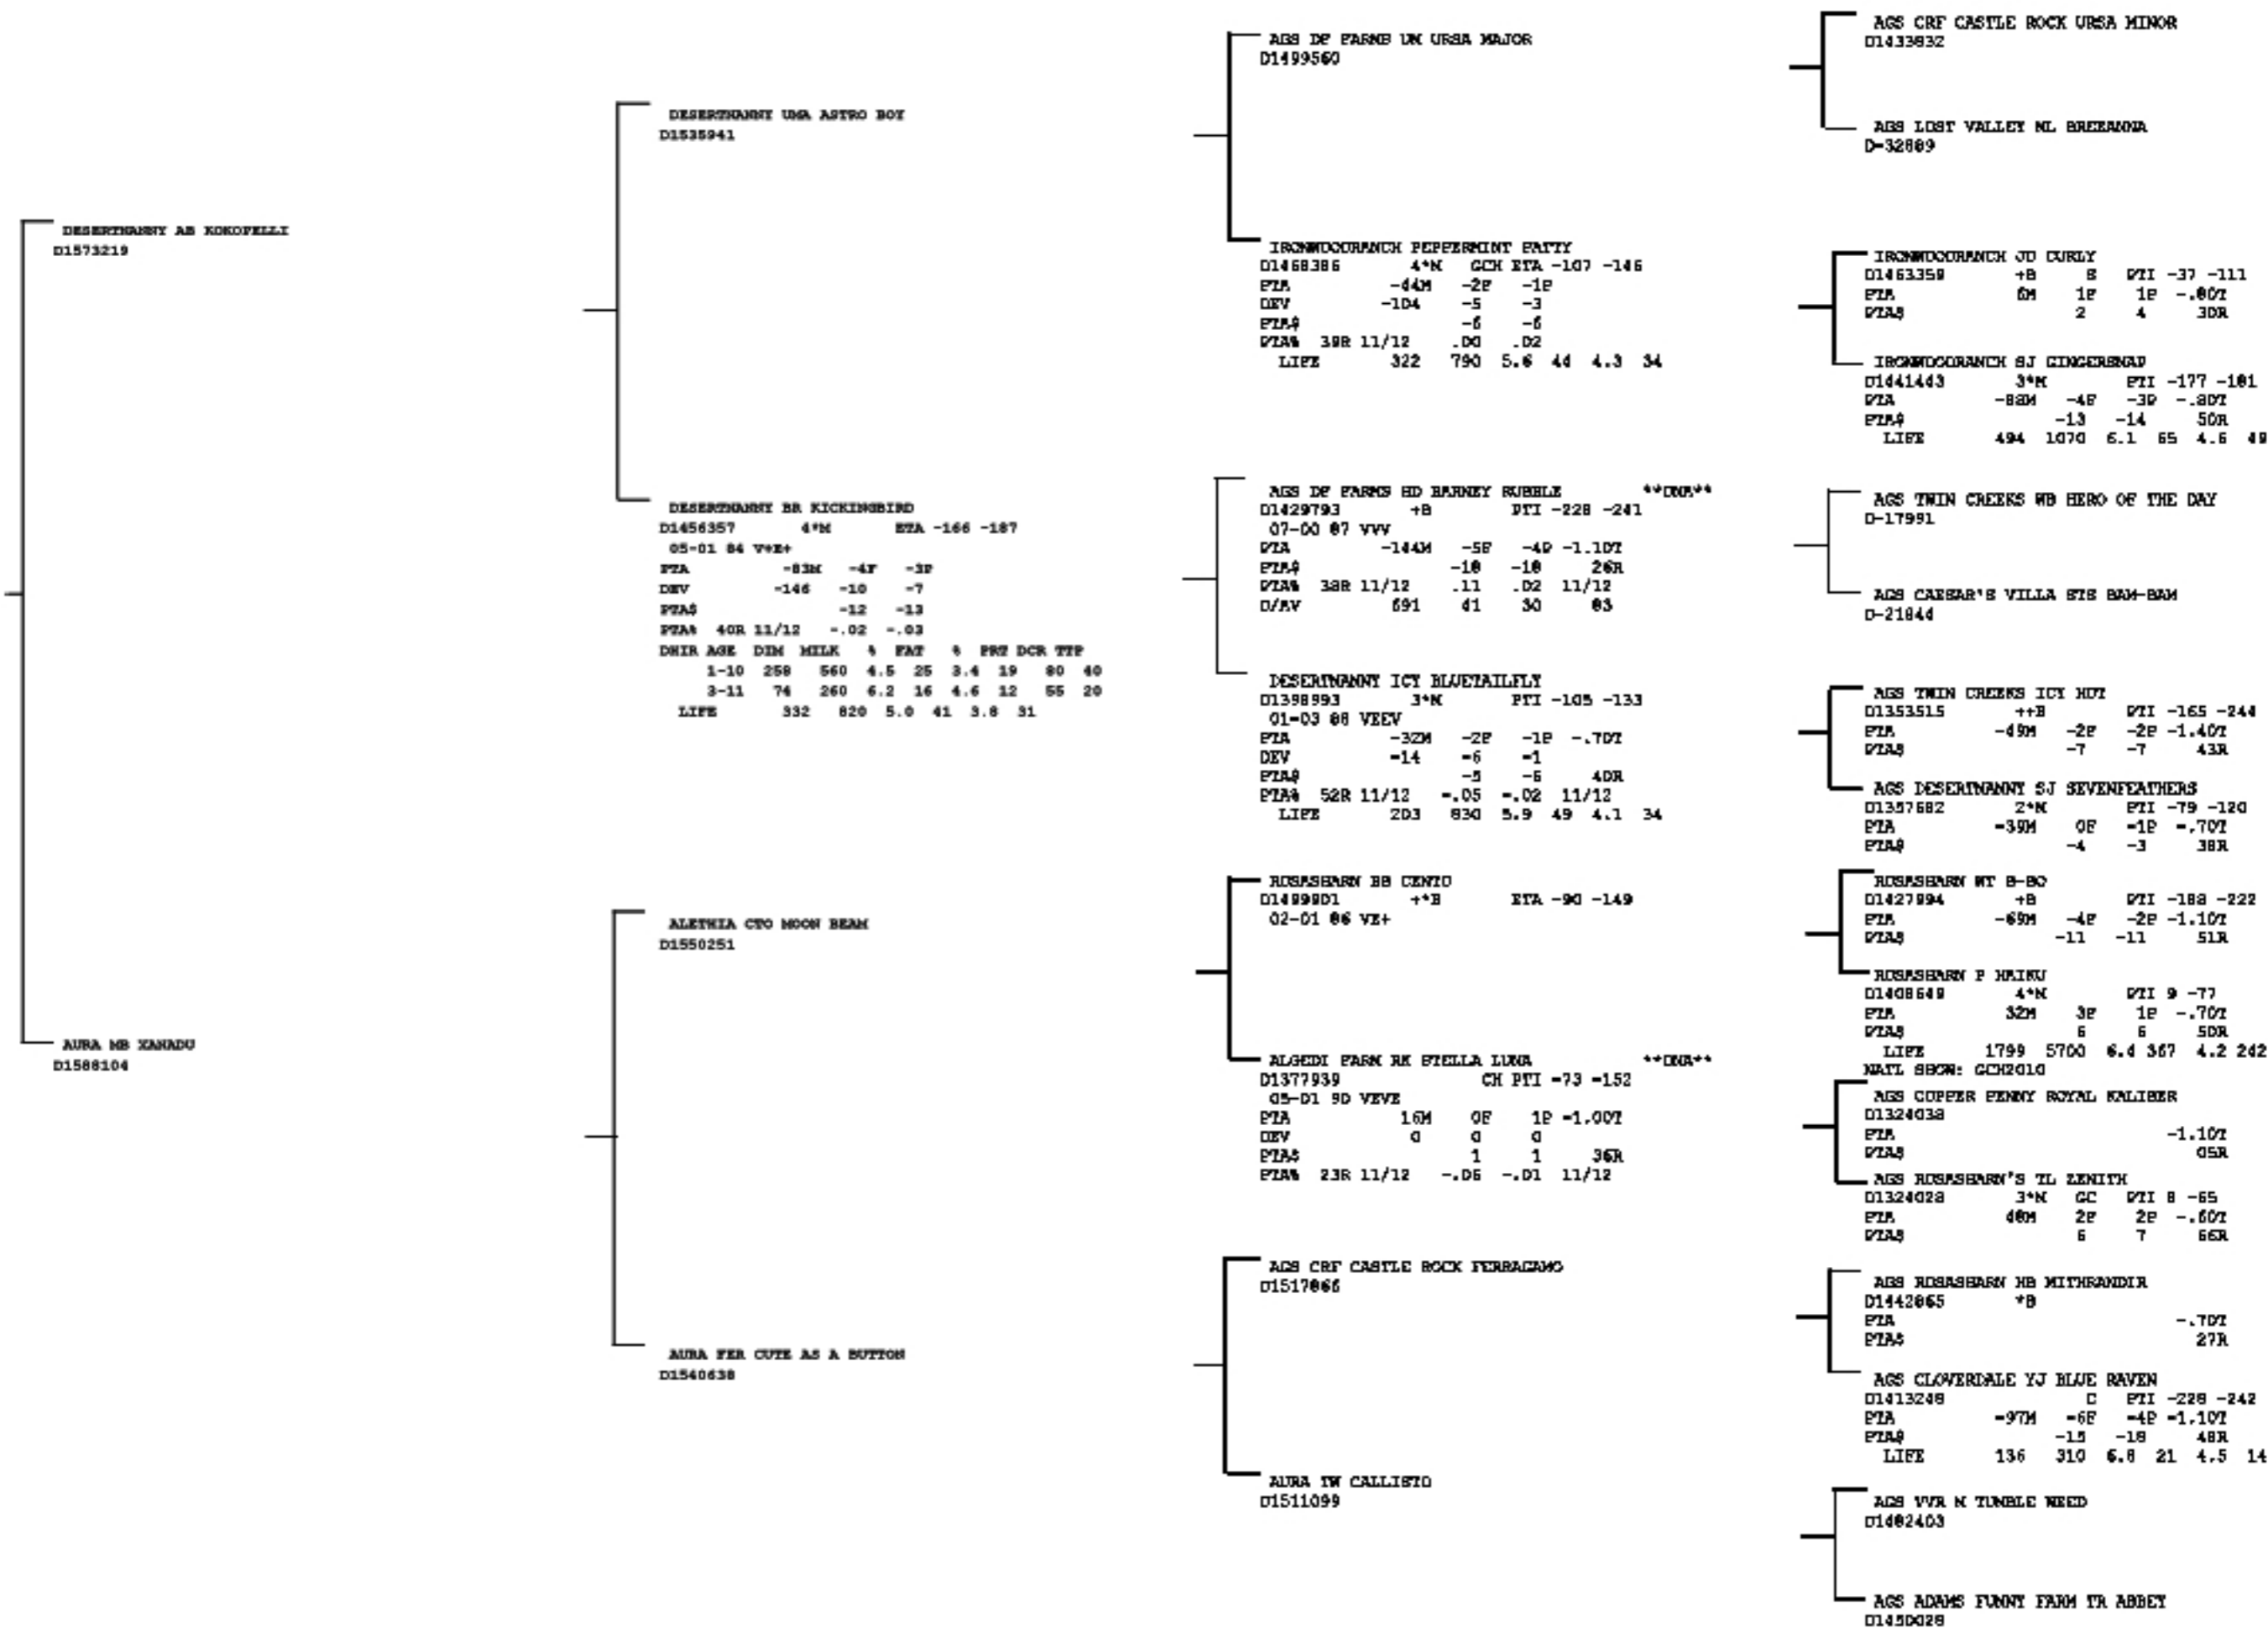 DESERTNANNY AB KOKOPELLI
D1573219
AURA MB XANADU
D1588104
DESERTNANNY UMA ASTRO BOY
D1535941
DESERTNANNY BR KICKINGBIRD
D1456357 4*M ETA -166 -187
05-01 84 V+E+
PTA -83M -4F -3P
DEV -146 -10 -7
PTA$ -12 -13
PTA% 40R 11/12 -.02 -.03
DHIR AGE DIM MILK % FAT % PRT DCR TTP
1-10 258 560 4.5 25 3.4 19 80 40
3-11 74 260 6.2 16 4.6 12 55 20
LIFE 332 820 5.0 41 3.8 31
ALETHIA CTO MOON BEAM
D1550251
AURA FER CUTE AS A BUTTON
D1540638
AGS DF FARMS UM URSA MAJOR
D1499560
IRONWOODRANCH PEPPERMINT PATTY
D1468386 4*M GCH ETA -107 -146
PTA -44M -2F -1P
DEV -104 -5 -3
PTA$ -6 -6
PTA% 39R 11/12 .00 .02
LIFE 322 790 5.6 44 4.3 34
AGS DF FARMS HD BARNEY RUBBLE **DNA**
D1429793 +B PTI -228 -241
07-00 87 VVV
PTA -144M -5F -4P -1.10T
PTA$ -18 -18 26R
PTA% 38R 11/12 .11 .02 11/12
D/AV 691 41 30 83
DESERTNANNY ICY BLUETAILFLY
D1398993 3*M PTI -105 -133
01-03 88 VEEV
PTA -32M -2F -1P -.70T
DEV -14 -6 -1
PTA$ -5 -6 40R
PTA% 52R 11/12 -.05 -.02 11/12
LIFE 203 830 5.9 49 4.1 34
ROSASHARN BB CENTO
D1499901 +*B ETA -90 -149
02-01 86 VE+
ALGEDI FARM RK STELLA LUNA **DNA**
D1377939 CH PTI -73 -152
05-01 90 VEVE
PTA 16M 0F 1P -1.00T
DEV 0 0 0
PTA$ 1 1 36R
PTA% 23R 11/12 -.06 -.01 11/12
AGS CRF CASTLE ROCK FERRAGAMO
D1517866
AURA TW CALLISTO
D1511099
AGS CRF CASTLE ROCK URSA MINOR
D1433832
AGS LOST VALLEY NL BREEANNA
D-32889
IRONWOODRANCH JD CURLY
D1463359 +B S PTI -37 -111
PTA 6M 1F 1P -.80T
PTA$ 2 4 30R
IRONWOODRANCH SJ GINGERSNAP
D1441443 3*M PTI -177 -181
PTA -88M -4F -3P -.80T
PTA$ -13 -14 50R
LIFE 494 1070 6.1 65 4.6 49
AGS TWIN CREEKS WB HERO OF THE DAY
D-17991
AGS CAESAR'S VILLA STS BAM-BAM
D-21844
AGS TWIN CREEKS ICY HOT
D1353515 ++B PTI -165 -244
PTA -49M -2F -2P -1.40T
PTA$ -7 -7 43R
AGS DESERTNANNY SJ SEVENFEATHERS
D1357682 2*M PTI -79 -120
PTA -39M 0F -1P -.70T
PTA$ -4 -3 38R
ROSASHARN WT B-BO
D1427994 +B PTI -188 -222
PTA -69M -4F -2P -1.10T
PTA$ -11 -11 51R
ROSASHARN P HAIKU
D1408649 4*M PTI 9 -77
PTA 32M 3F 1P -.70T
PTA$ 6 6 50R
LIFE 1799 5700 6.4 367 4.2 242
NATL SHOW: GCH2010
AGS COPPER PENNY ROYAL KALIBER
D1324038
PTA -1.10T
PTA$ 05R
AGS ROSASHARN'S TL ZENITH
D1324028 3*M GC PTI 8 -65
PTA 48M 2F 2P -.60T
PTA$ 6 7 66R
AGS ROSASHARN HB MITHRANDIR
D1442865 *B
PTA -.70T
PTA$ 27R
AGS CLOVERDALE YJ BLUE RAVEN
D1413248 C PTI -228 -242
PTA -97M -6F -4P -1.10T
PTA$ -15 -18 48R
LIFE 136 310 6.8 21 4.5 14
AGS VVR M TUMBLE WEED
D1482403
AGS ADAMS FUNNY FARM TR ABBEY
D1450028